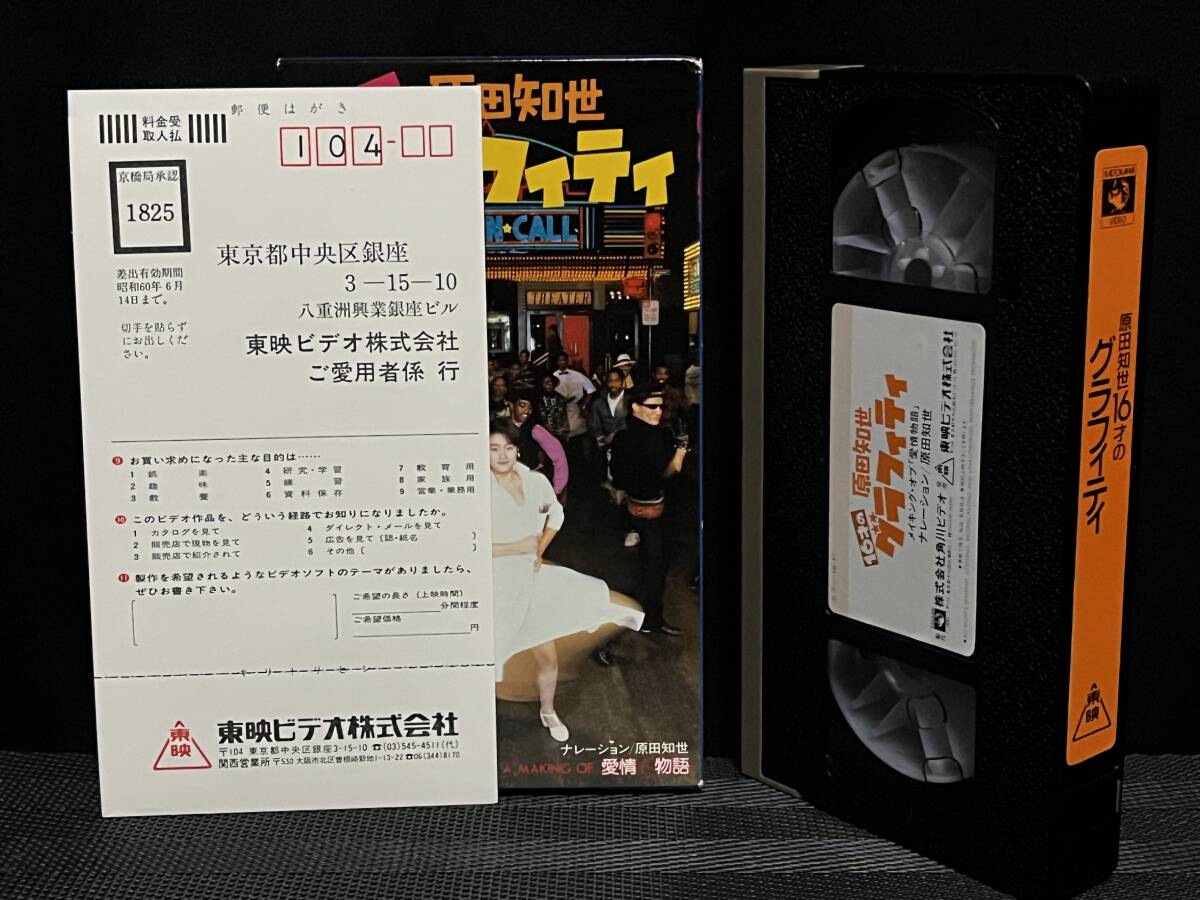 郵便はがき
料金受
取人払
104-
京橋局承認
1825
差出有効期間
昭和60年6月
14日まで。
切手を貼らず
にお出しくだ
さい。
東京都中央区銀座
3-15-10
八重洲興業銀座ビル
東映ビデオ株式会社
ご愛用者係 行
❾ お買い求めになった主な目的は……
1 娯楽 4 研究・学習 7 教育用
2 趣味 5 練習 8 家族用
3 教養 6 資料保存 9 営業・業務用
❿ このビデオ作品を、どういう経路でお知りになりましたか。
1 カタログを見て 4 ダイレクト・メールを見て
2 販売店で現物を見て 5 広告を見て〔誌・紙名 〕
3 販売店で紹介されて 6 その他〔 〕
⓫ 製作を希望されるようなビデオソフトのテーマがありましたら、
ぜひお書き下さい。
ご希望の長さ(上映時間)
分間程度
ご希望価格
円
東映
東映ビデオ株式会社
〒104 東京都中央区銀座3-15-10 ☎(03)545-4511(代)
関西営業所 〒530 大阪市北区曽根崎新地1-13-22 ☎06(344)8170
原田知世
フィティ
N★CALL
THEATER
ナレーション/原田知世
A MAKING OF 愛情物語
16才の 原田知世
グラフィティ
メイキング・オブ「愛情物語」
ナレーション/原田知世
株式会社角川ビデオ
東映ビデオ株式会社
VIDEO
原田知世16才の
グラフィティ
東映